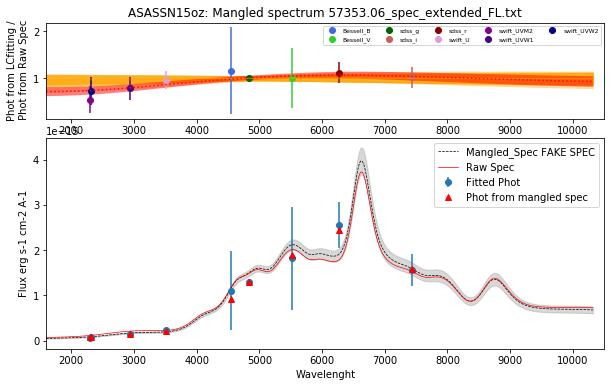 ASASSN15oz: Mangled spectrum 57353.06_spec_extended_FL.txt
Phot from LCfitting /
Phot from Raw Spec
2
1
Bessell_B
Bessell_V
sdss_g
sdss_i
sdss_r
swift_U
swift_UVM2
swift_UVW1
swift_UVW2
2000 3000 4000 5000 6000 7000 8000 9000 10000
1e−15
Flux erg s-1 cm-2 A-1
4
3
2
1
0
Mangled_Spec FAKE SPEC
Raw Spec
Fitted Phot
Phot from mangled spec
2000 3000 4000 5000 6000 7000 8000 9000 10000
Wavelenght